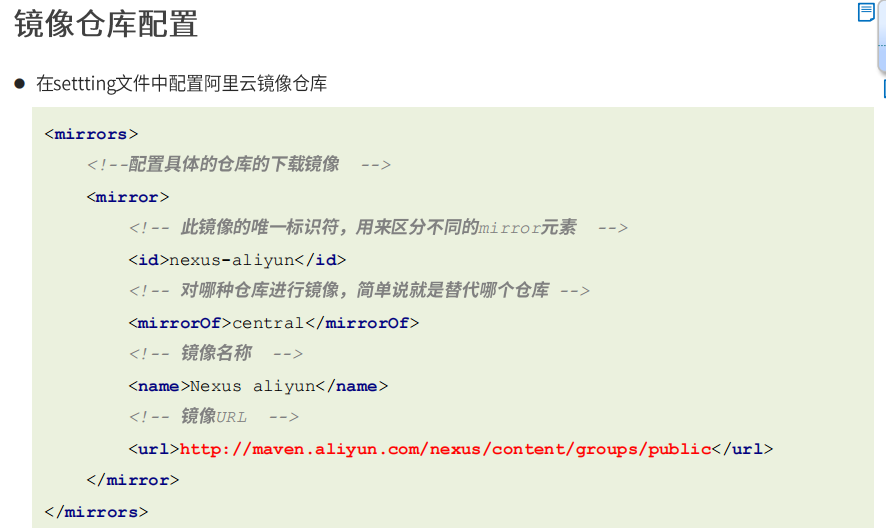 镜像仓库配置
● 在settting文件中配置阿里云镜像仓库
<mirrors>
<!--配置具体的仓库的下载镜像 -->
<mirror>
<!-- 此镜像的唯一标识符，用来区分不同的mirror元素 -->
<id>nexus-aliyun</id>
<!-- 对哪种仓库进行镜像，简单说就是替代哪个仓库 -->
<mirrorOf>central</mirrorOf>
<!-- 镜像名称 -->
<name>Nexus aliyun</name>
<!-- 镜像URL -->
<url>http://maven.aliyun.com/nexus/content/groups/public</url>
</mirror>
</mirrors>